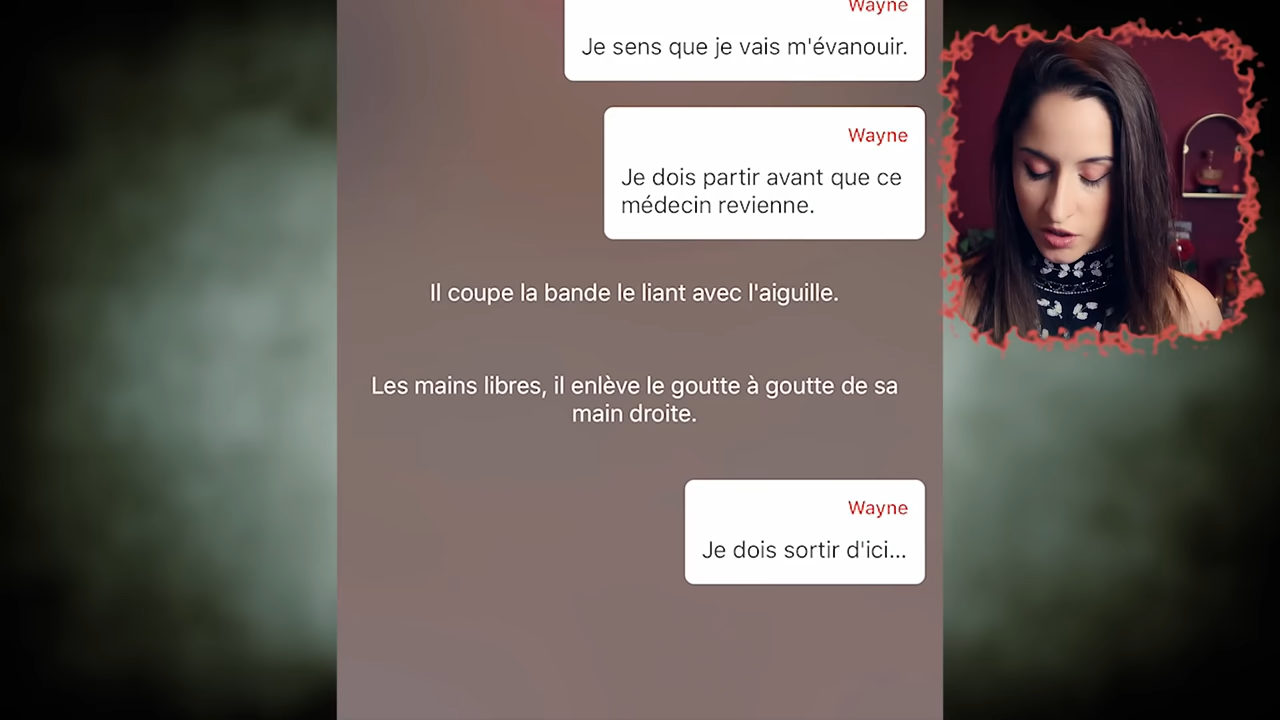 Wayne
Je sens que je vais m'évanouir.
Wayne
Je dois partir avant que ce
médecin revienne.
Il coupe la bande le liant avec l'aiguille.
Les mains libres, il enlève le goutte à goutte de sa
main droite.
Wayne
Je dois sortir d'ici...